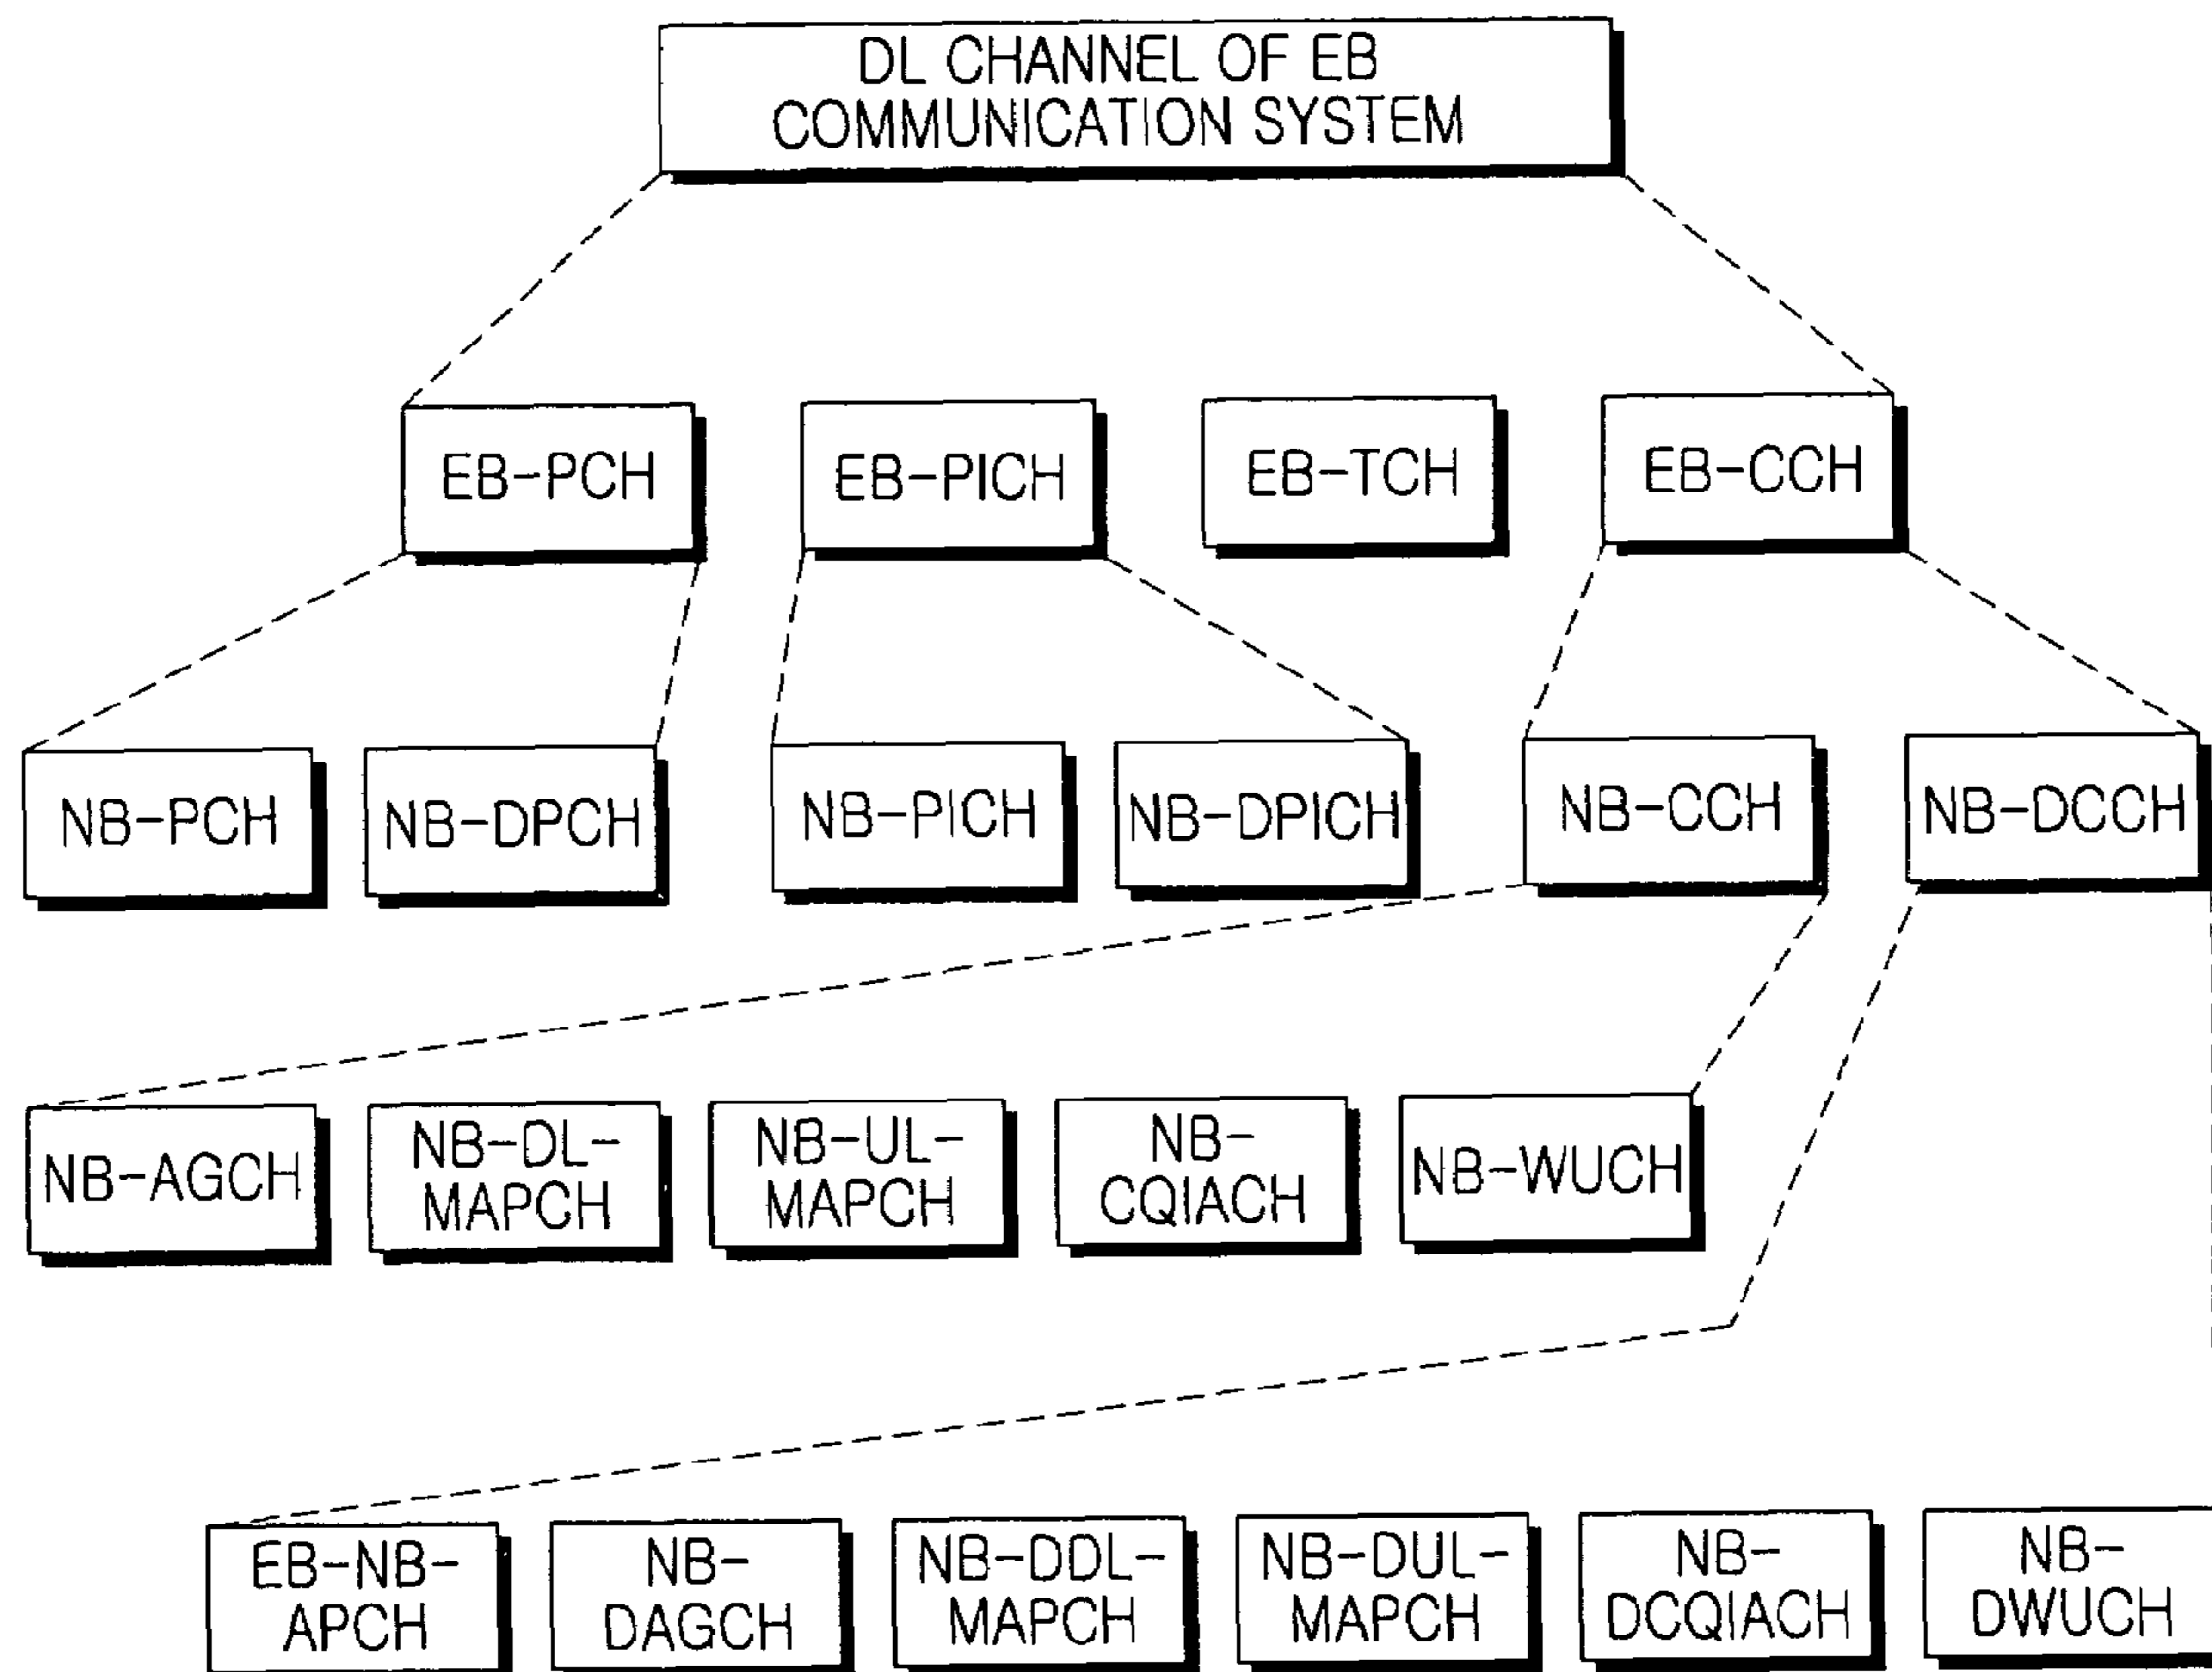 DL CHANNEL OF EB
COMMUNICATION SYSTEM
EB-PCH
EB-PICH
EB-TCH
EB-CCH
NB-PCH
NB-DPCH
NB-PICH
NB-DPICH
NB-CCH
NB-DCCH
NB-AGCH
NB-DL-
MAPCH
NB-UL-
MAPCH
NB-
CQIACH
NB-WUCH
EB-NB-
APCH
NB-
DAGCH
NB-DDL-
MAPCH
NB-DUL-
MAPCH
NB-
DCQIACH
NB-
DWUCH